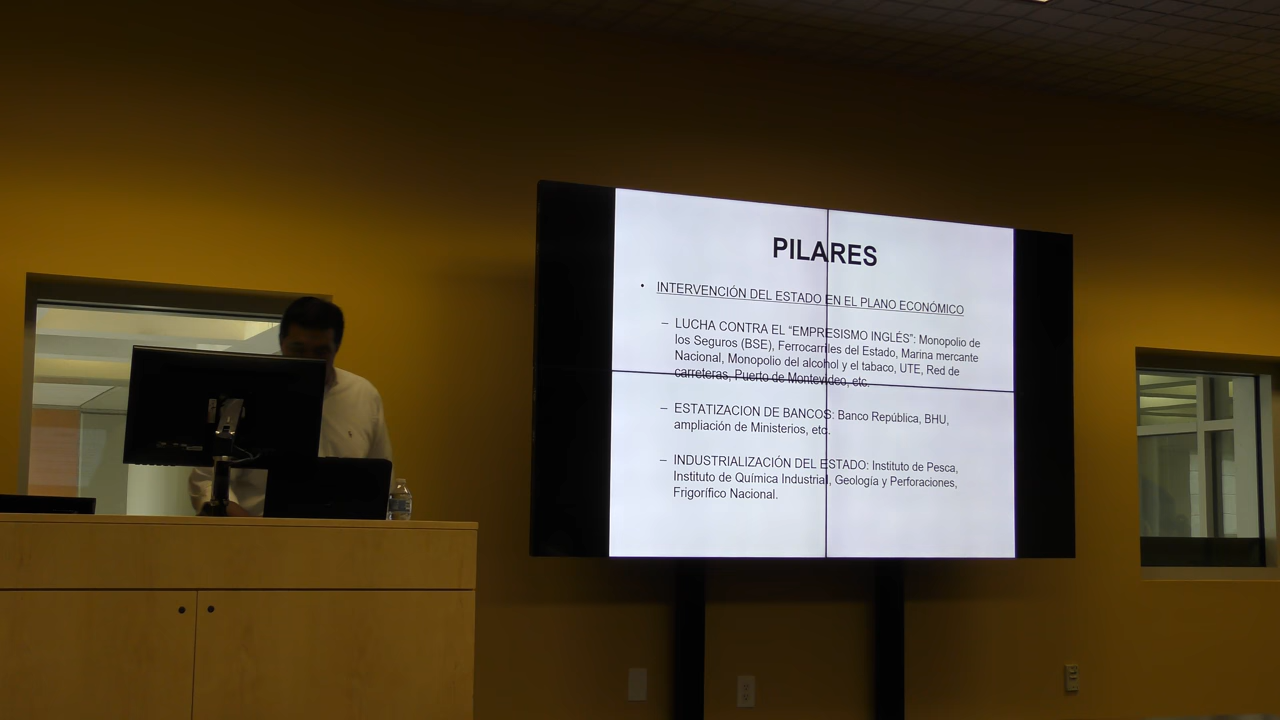 PILARES
• INTERVENCIÓN DEL ESTADO EN EL PLANO ECONÓMICO
– LUCHA CONTRA EL “EMPRESISMO INGLÉS”: Monopolio de
los Seguros (BSE), Ferrocarriles del Estado, Marina mercante
Nacional, Monopolio del alcohol y el tabaco, UTE, Red de
carreteras, Puerto de Montevideo, etc.
– ESTATIZACION DE BANCOS: Banco República, BHU,
ampliación de Ministerios, etc.
– INDUSTRIALIZACIÓN DEL ESTADO: Instituto de Pesca,
Instituto de Química Industrial, Geología y Perforaciones,
Frigorífico Nacional.